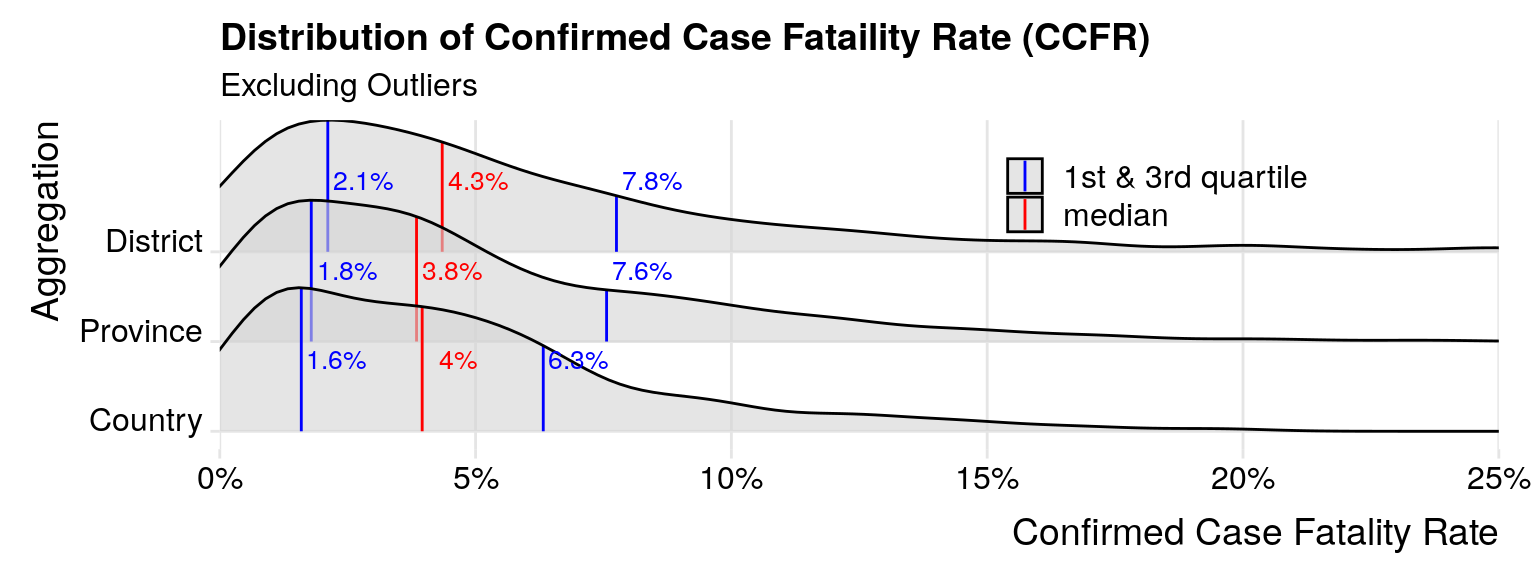 Distribution of Confirmed Case Fataility Rate (CCFR)
Excluding Outliers
Aggregation
District
2.1% 4.3% 7.8%
1st & 3rd quartile
median
Province
1.8% 3.8% 7.6%
Country
1.6% 4% 6.3%
0% 5% 10% 15% 20% 25%
Confirmed Case Fatality Rate